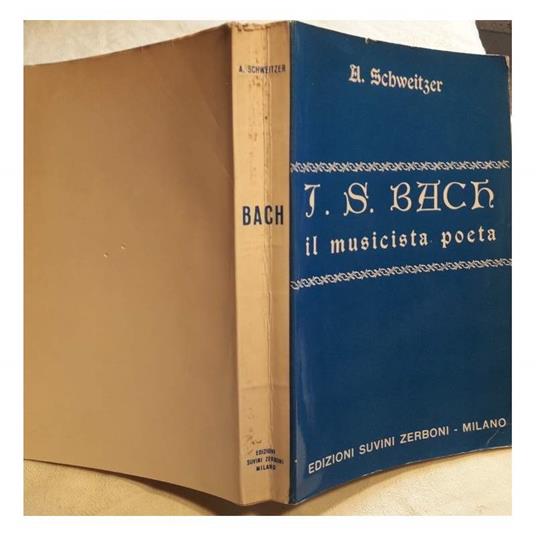 A. SCHWEITZER
BACH
EDIZIONI
SUVINI ZERBONI
MILANO
A. Schweitzer
J. S. BACH
il musicista poeta
EDIZIONI SUVINI ZERBONI - MILANO